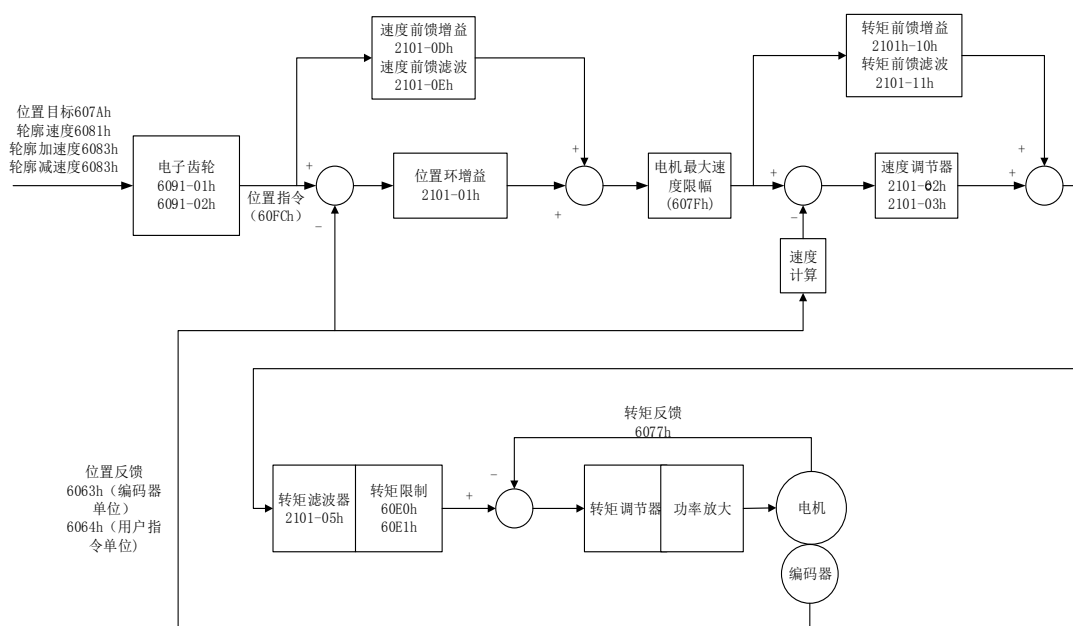 速度前馈增益
2101-0Dh
速度前馈滤波
2101-0Eh
转矩前馈增益
2101h-10h
转矩前馈滤波
2101-11h
位置目标607Ah
轮廓速度6081h
轮廓加速度6083h
轮廓减速度6083h
电子齿轮
6091-01h
6091-02h
位置指令
（60FCh）
+
−
位置环增益
2101-01h
+
+
电机最大速
度限幅
(607Fh)
+
−
速度调节器
2101-02h
2101-03h
+
+
速度
计算
转矩反馈
6077h
位置反馈
6063h（编码器
单位）
6064h（用户指
令单位)
转矩滤波器
2101-05h
转矩限制
60E0h
60E1h
+
−
转矩调节器
功率放大
电机
编码器